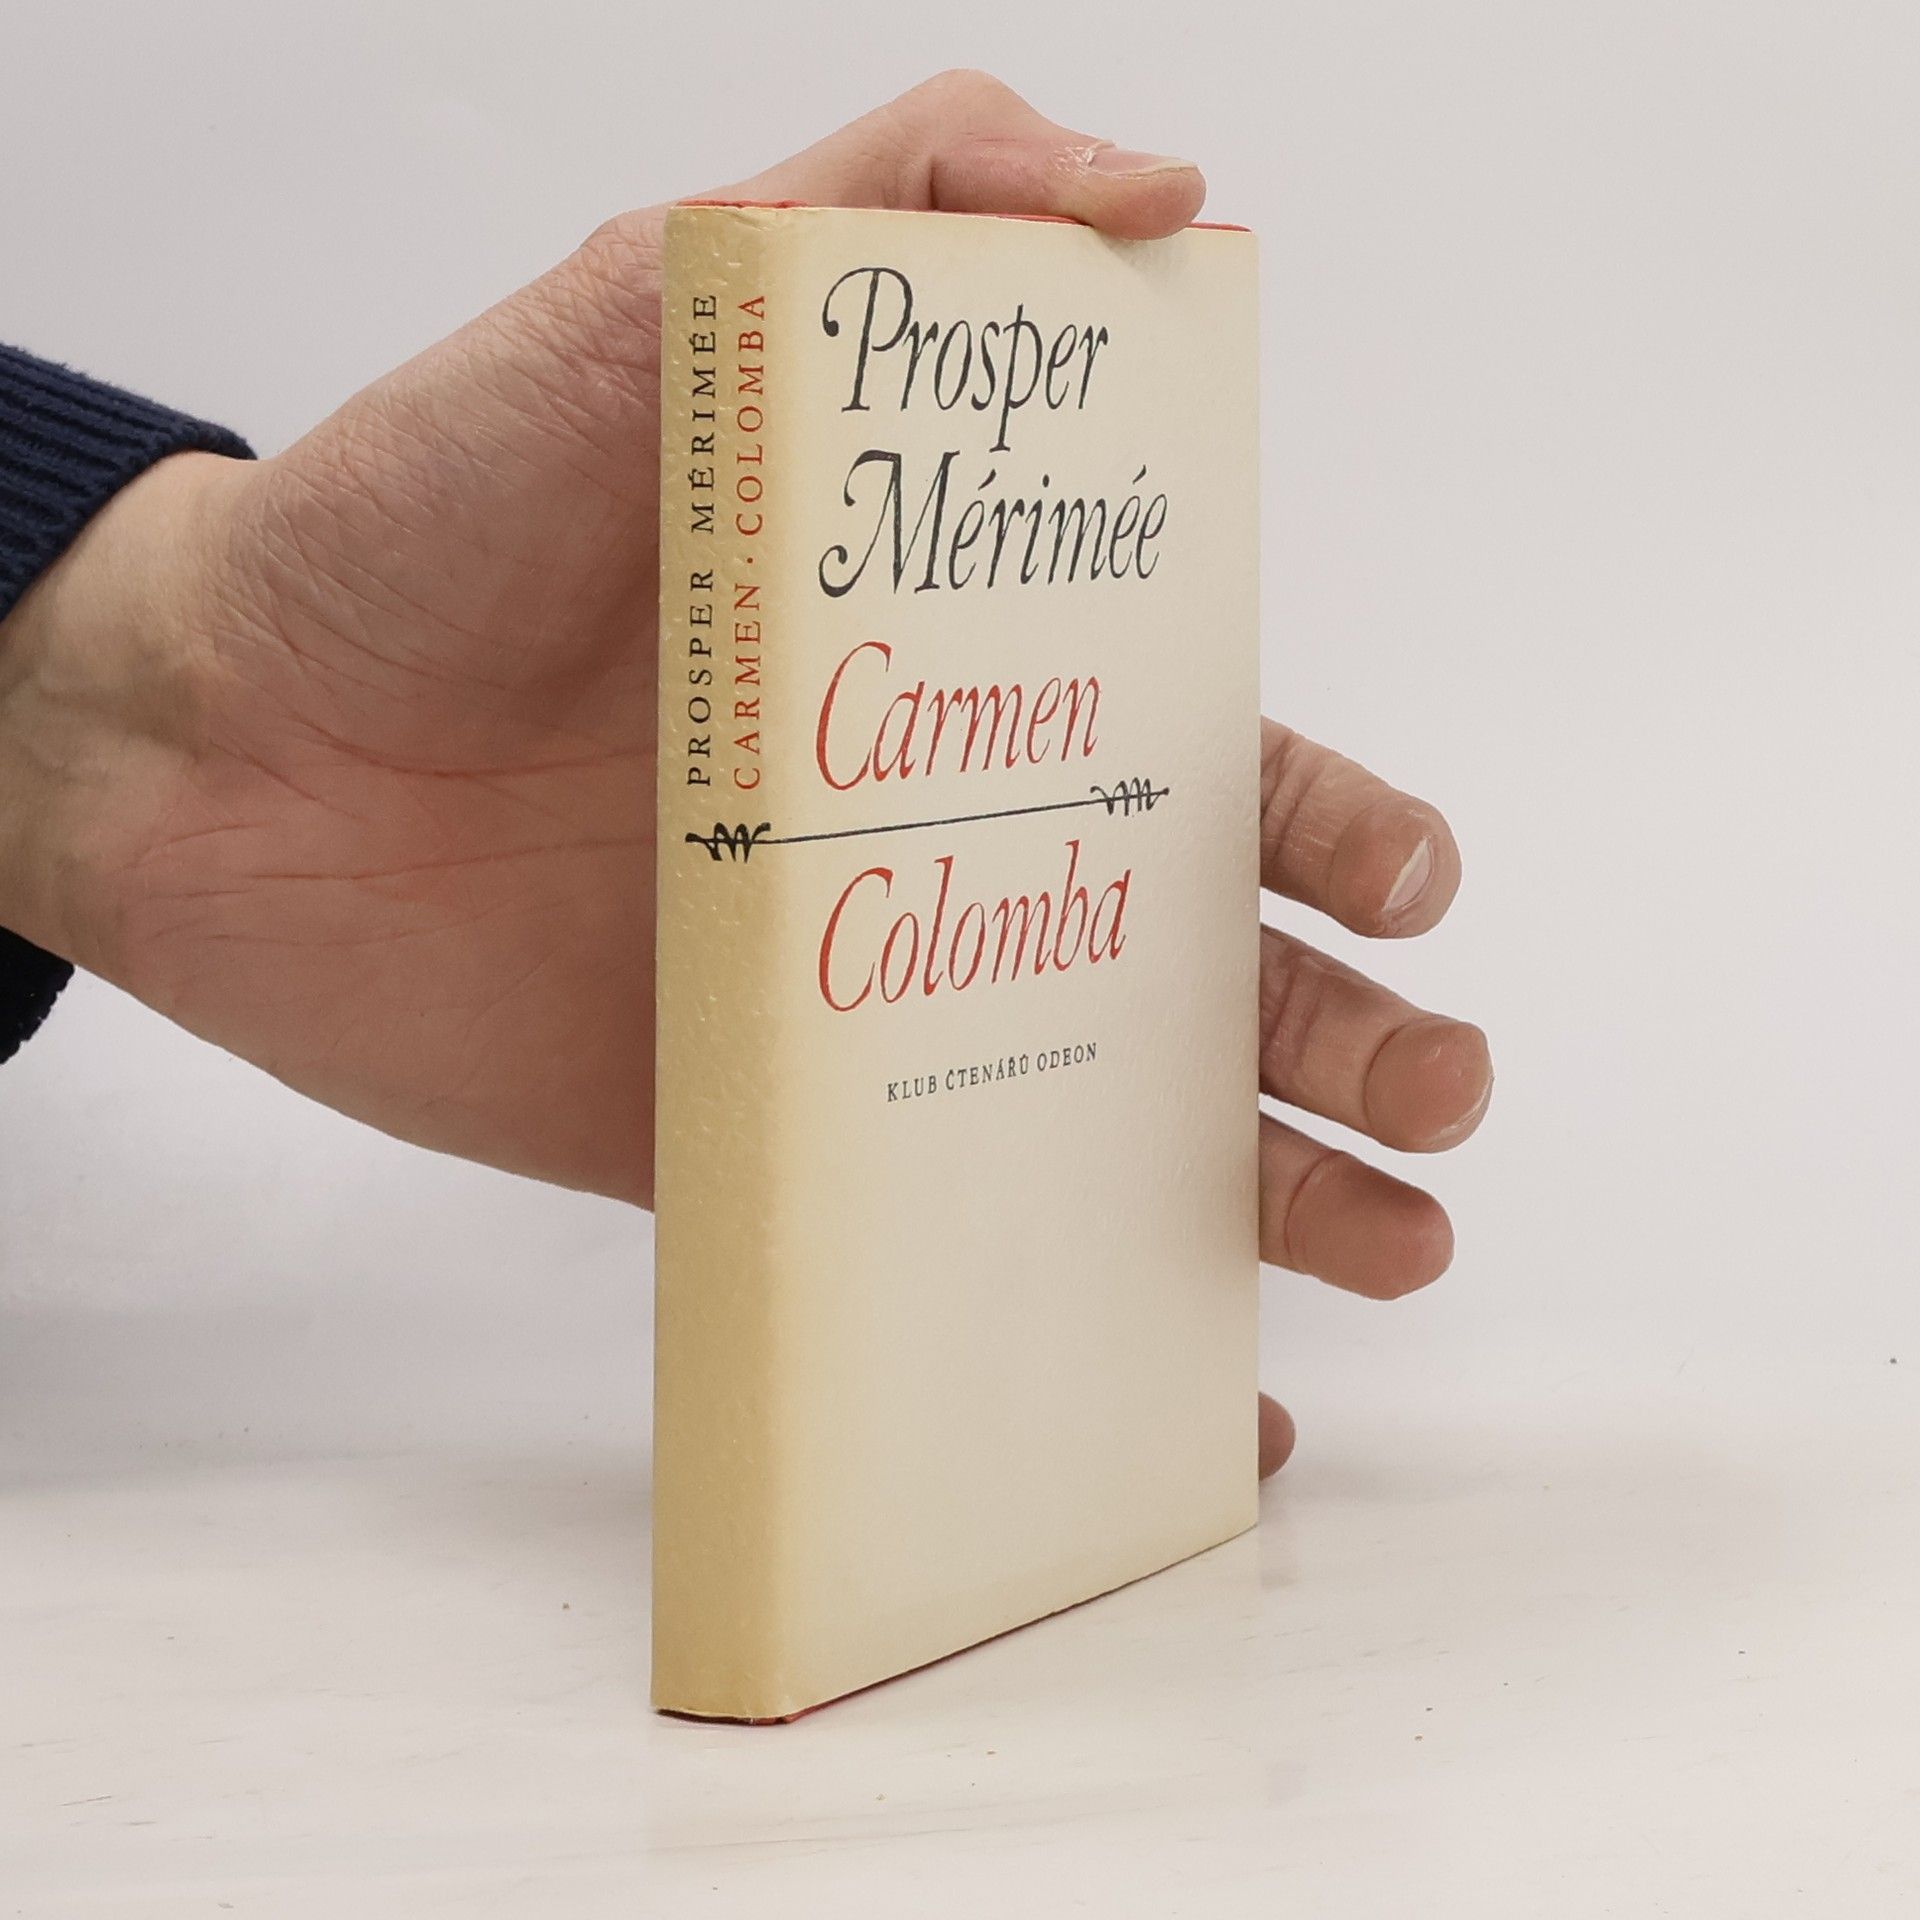 PROSPER MÉRIMÉE
CARMEN · COLOMBA
Prosper
Mérimée
Carmen
Colomba
KLUB ČTENÁŘŮ ODEON